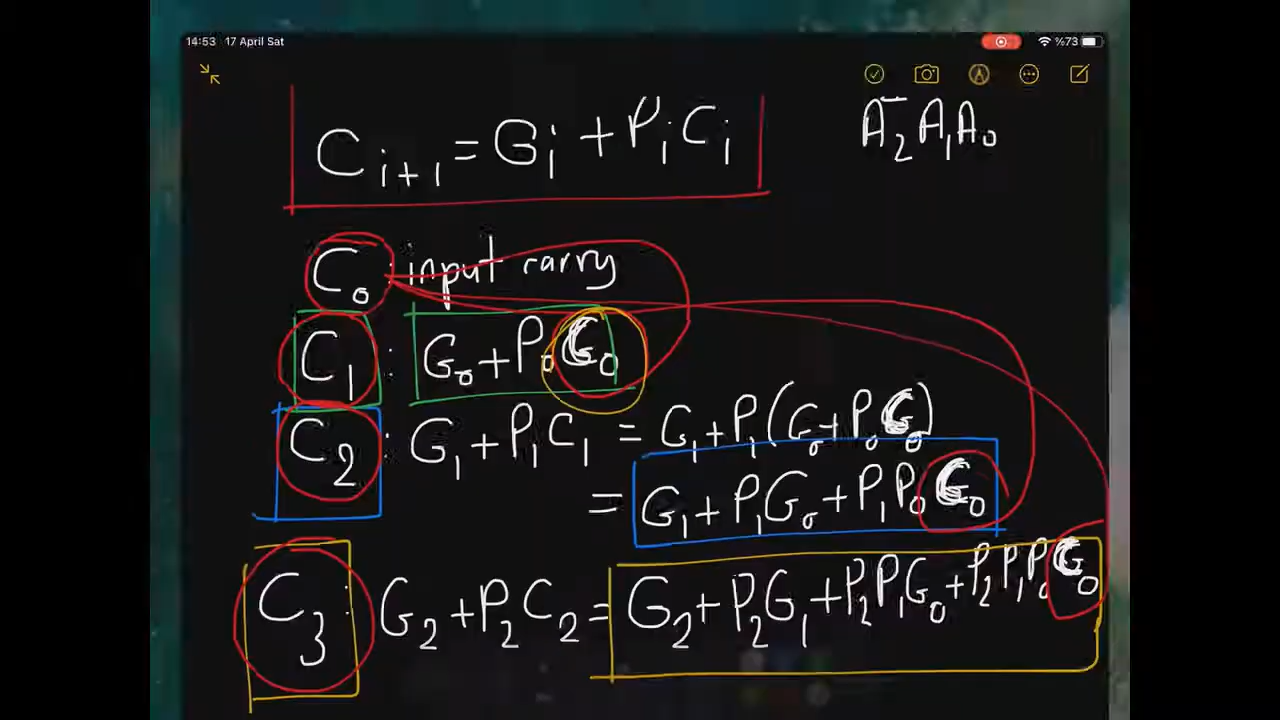 14:53 17 April Sat %73
C_{i+1} = G_i + P_i C_i
A_2 A_1 A_0
C_0 : input carry
C_1 : G_0 + P_0 C_0
C_2 : G_1 + P_1 C_1 = G_1 + P_1 (G_0 + P_0 C_0)
= G_1 + P_1 G_0 + P_1 P_0 C_0
C_3 : G_2 + P_2 C_2 = G_2 + P_2 G_1 + P_2 P_1 G_0 + P_2 P_1 P_0 C_0